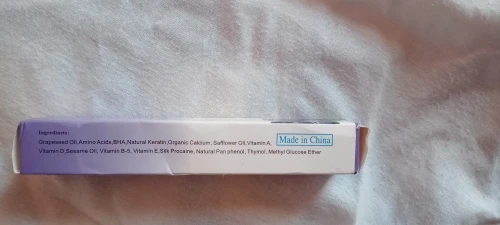 Ingredients:
Grapeseed Oil,Amino Acids,BHA,Natural Keratin,Organic Calcium, Safflower Oil,Vitamin A,
Made in China
Vitamin D,Sesame Oil, Vitamin B-5, Vitamin E,Silk Procaine, Natural Pan phenol, Thymol, Methyl Glucose Ether